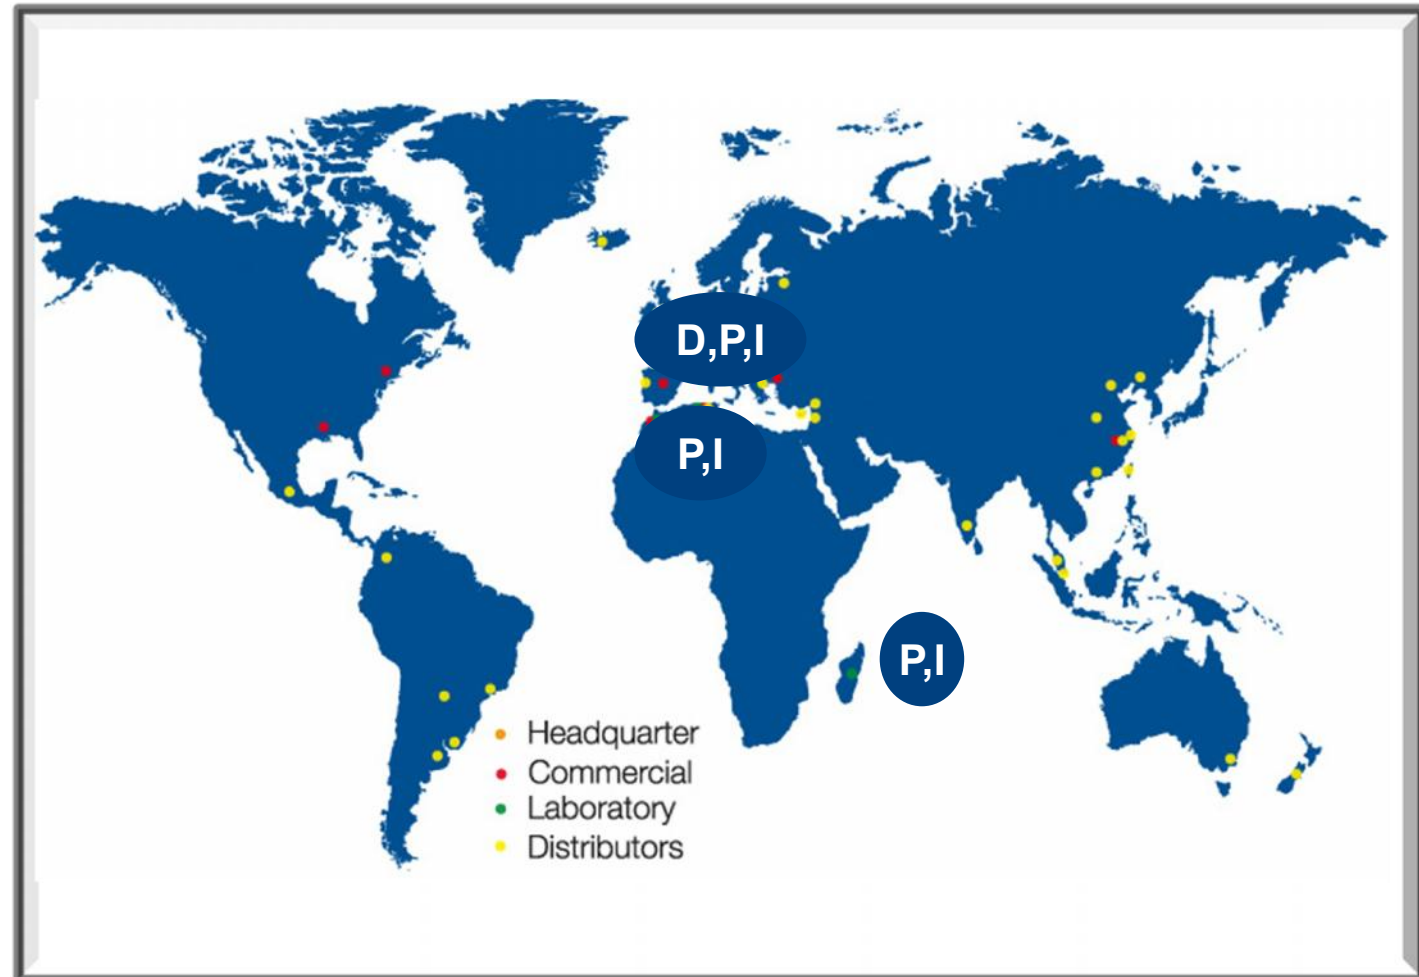 D,P,I
P,I
P,I
Headquarter
Commercial
Laboratory
Distributors